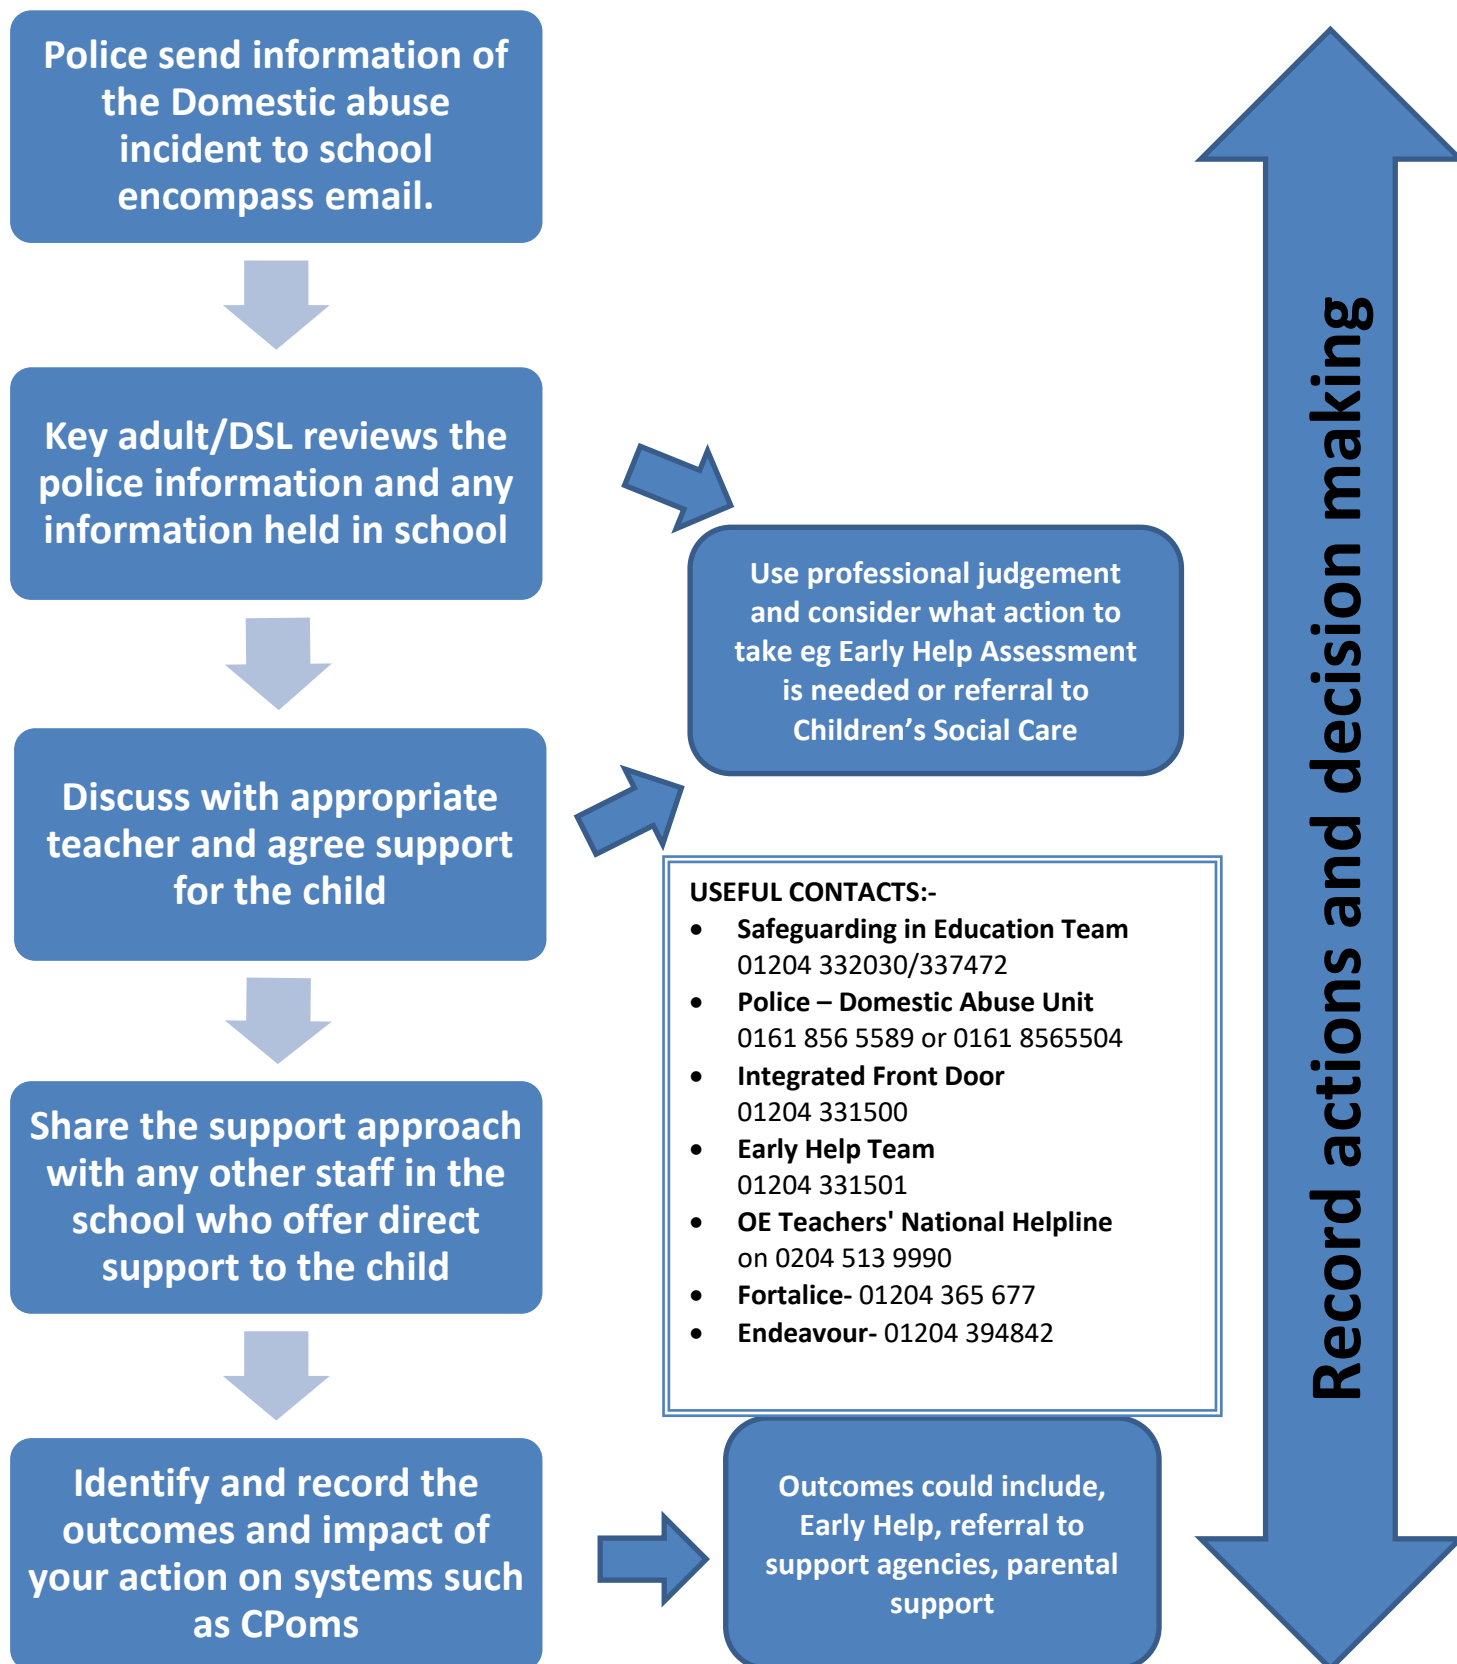 Police send information of
the Domestic abuse
incident to school
encompass email.
Key adult/DSL reviews the
police information and any
information held in school
Use professional judgement
and consider what action to
take eg Early Help Assessment
is needed or referral to
Children’s Social Care
Discuss with appropriate
teacher and agree support
for the child
USEFUL CONTACTS:-
• Safeguarding in Education Team
01204 332030/337472
• Police – Domestic Abuse Unit
0161 856 5589 or 0161 8565504
• Integrated Front Door
01204 331500
• Early Help Team
01204 331501
• OE Teachers' National Helpline
on 0204 513 9990
• Fortalice- 01204 365 677
• Endeavour- 01204 394842
Share the support approach
with any other staff in the
school who offer direct
support to the child
Identify and record the
outcomes and impact of
your action on systems such
as CPoms
Outcomes could include,
Early Help, referral to
support agencies, parental
support
Record actions and decision making